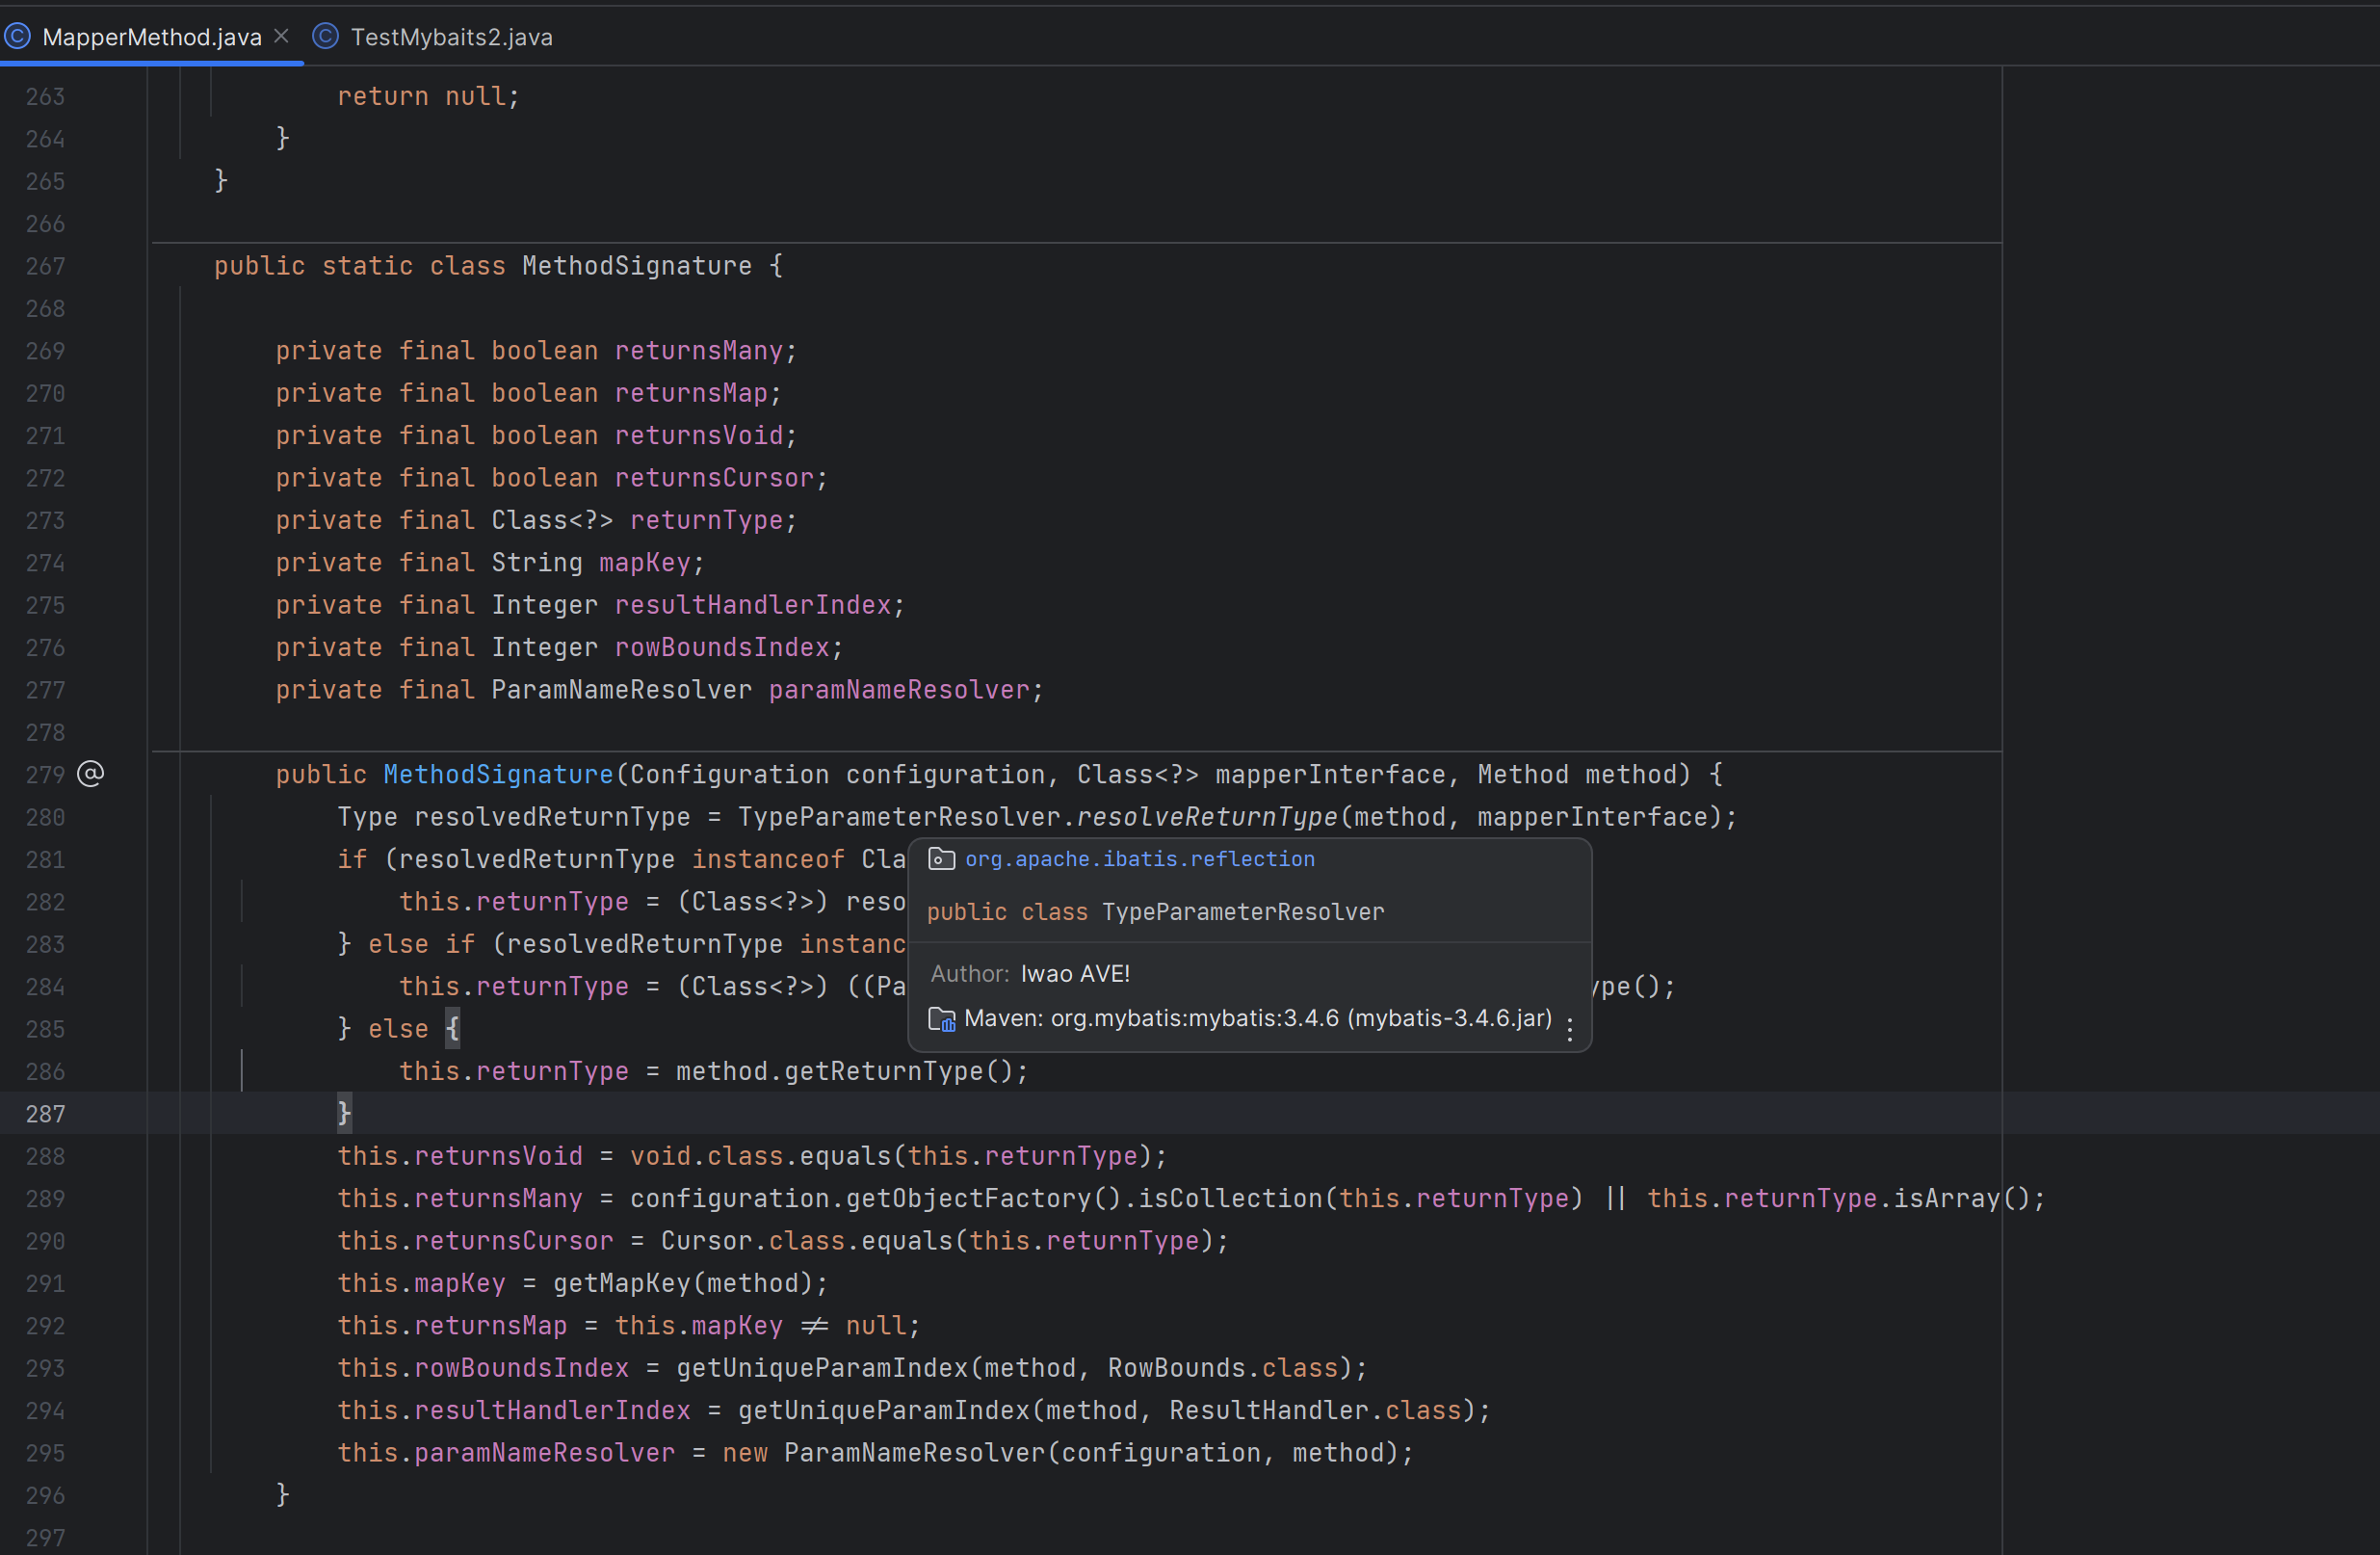 MapperMethod.java
TestMybaits2.java
263 return null;
264 }
265 }
266
267 public static class MethodSignature {
268
269 private final boolean returnsMany;
270 private final boolean returnsMap;
271 private final boolean returnsVoid;
272 private final boolean returnsCursor;
273 private final Class<?> returnType;
274 private final String mapKey;
275 private final Integer resultHandlerIndex;
276 private final Integer rowBoundsIndex;
277 private final ParamNameResolver paramNameResolver;
278
279 public MethodSignature(Configuration configuration, Class<?> mapperInterface, Method method) {
280 Type resolvedReturnType = TypeParameterResolver.resolveReturnType(method, mapperInterface);
281 if (resolvedReturnType instanceof Cla
282 this.returnType = (Class<?>) reso
283 } else if (resolvedReturnType instanc
284 this.returnType = (Class<?>) ((Pa ype();
285 } else {
286 this.returnType = method.getReturnType();
287 }
288 this.returnsVoid = void.class.equals(this.returnType);
289 this.returnsMany = configuration.getObjectFactory().isCollection(this.returnType) || this.returnType.isArray();
290 this.returnsCursor = Cursor.class.equals(this.returnType);
291 this.mapKey = getMapKey(method);
292 this.returnsMap = this.mapKey != null;
293 this.rowBoundsIndex = getUniqueParamIndex(method, RowBounds.class);
294 this.resultHandlerIndex = getUniqueParamIndex(method, ResultHandler.class);
295 this.paramNameResolver = new ParamNameResolver(configuration, method);
296 }
297
org.apache.ibatis.reflection
public class TypeParameterResolver
Author: Iwao AVE!
Maven: org.mybatis:mybatis:3.4.6 (mybatis-3.4.6.jar)